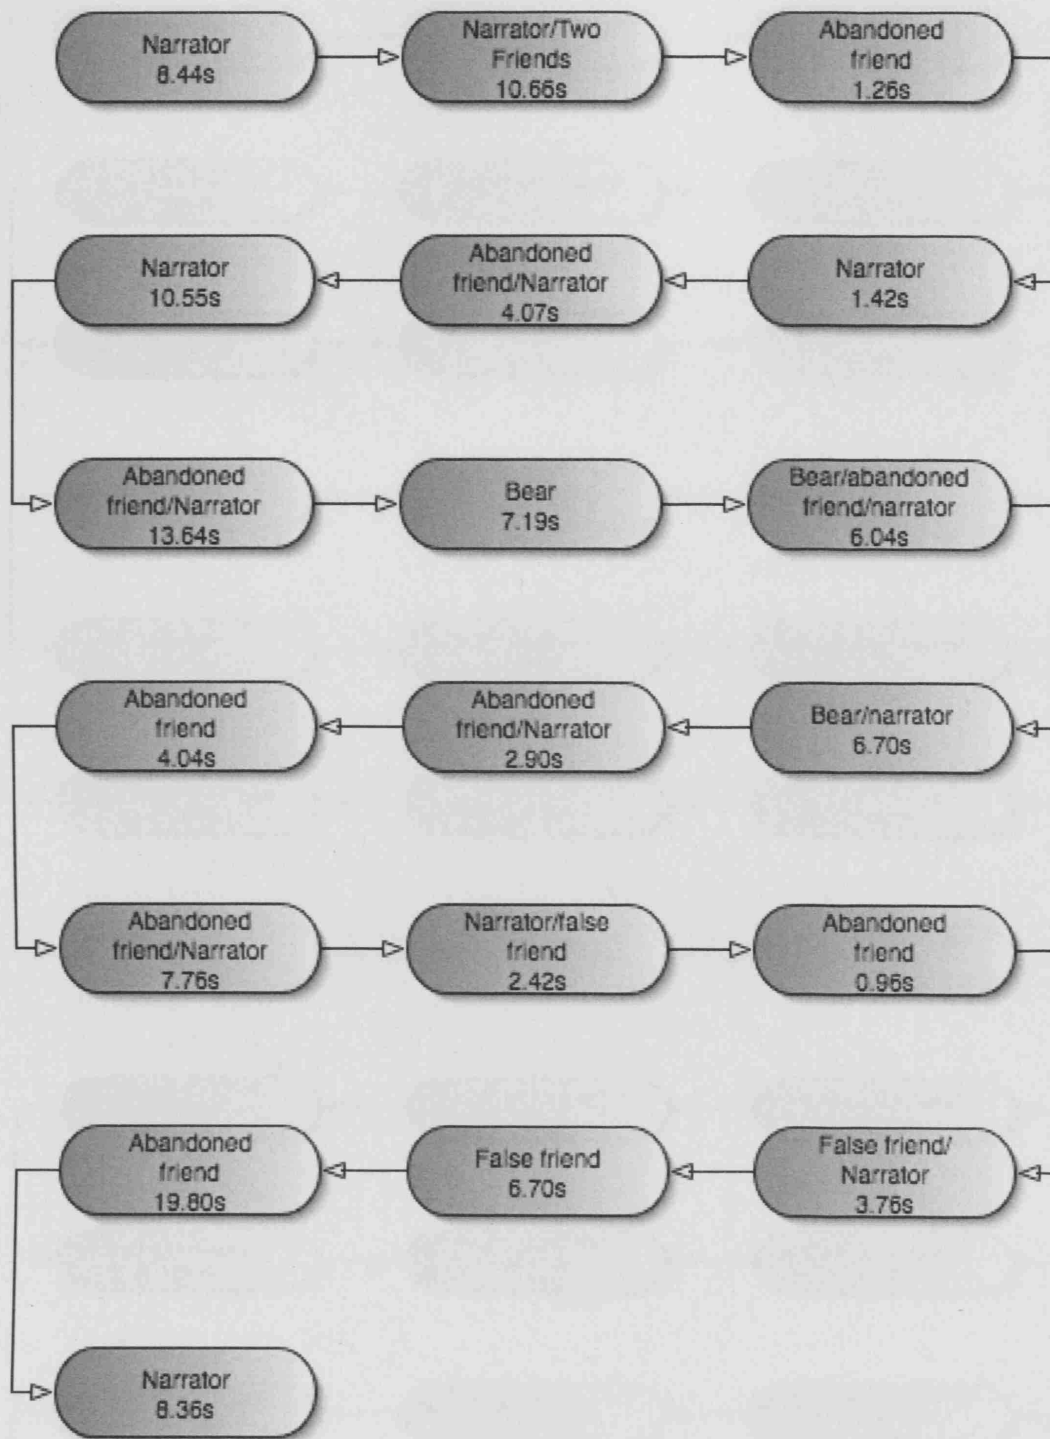 Narrator
8.44s
Narrator/Two
Friends
10.66s
Abandoned
friend
1.26s
Narrator
10.55s
Abandoned
friend/Narrator
4.07s
Narrator
1.42s
Abandoned
friend/Narrator
13.64s
Bear
7.19s
Bear/abandoned
friend/narrator
6.04s
Abandoned
friend
4.04s
Abandoned
friend/Narrator
2.90s
Bear/narrator
6.70s
Abandoned
friend/Narrator
7.76s
Narrator/false
friend
2.42s
Abandoned
friend
0.96s
Abandoned
friend
19.80s
False friend
6.70s
False friend/
Narrator
3.76s
Narrator
8.36s